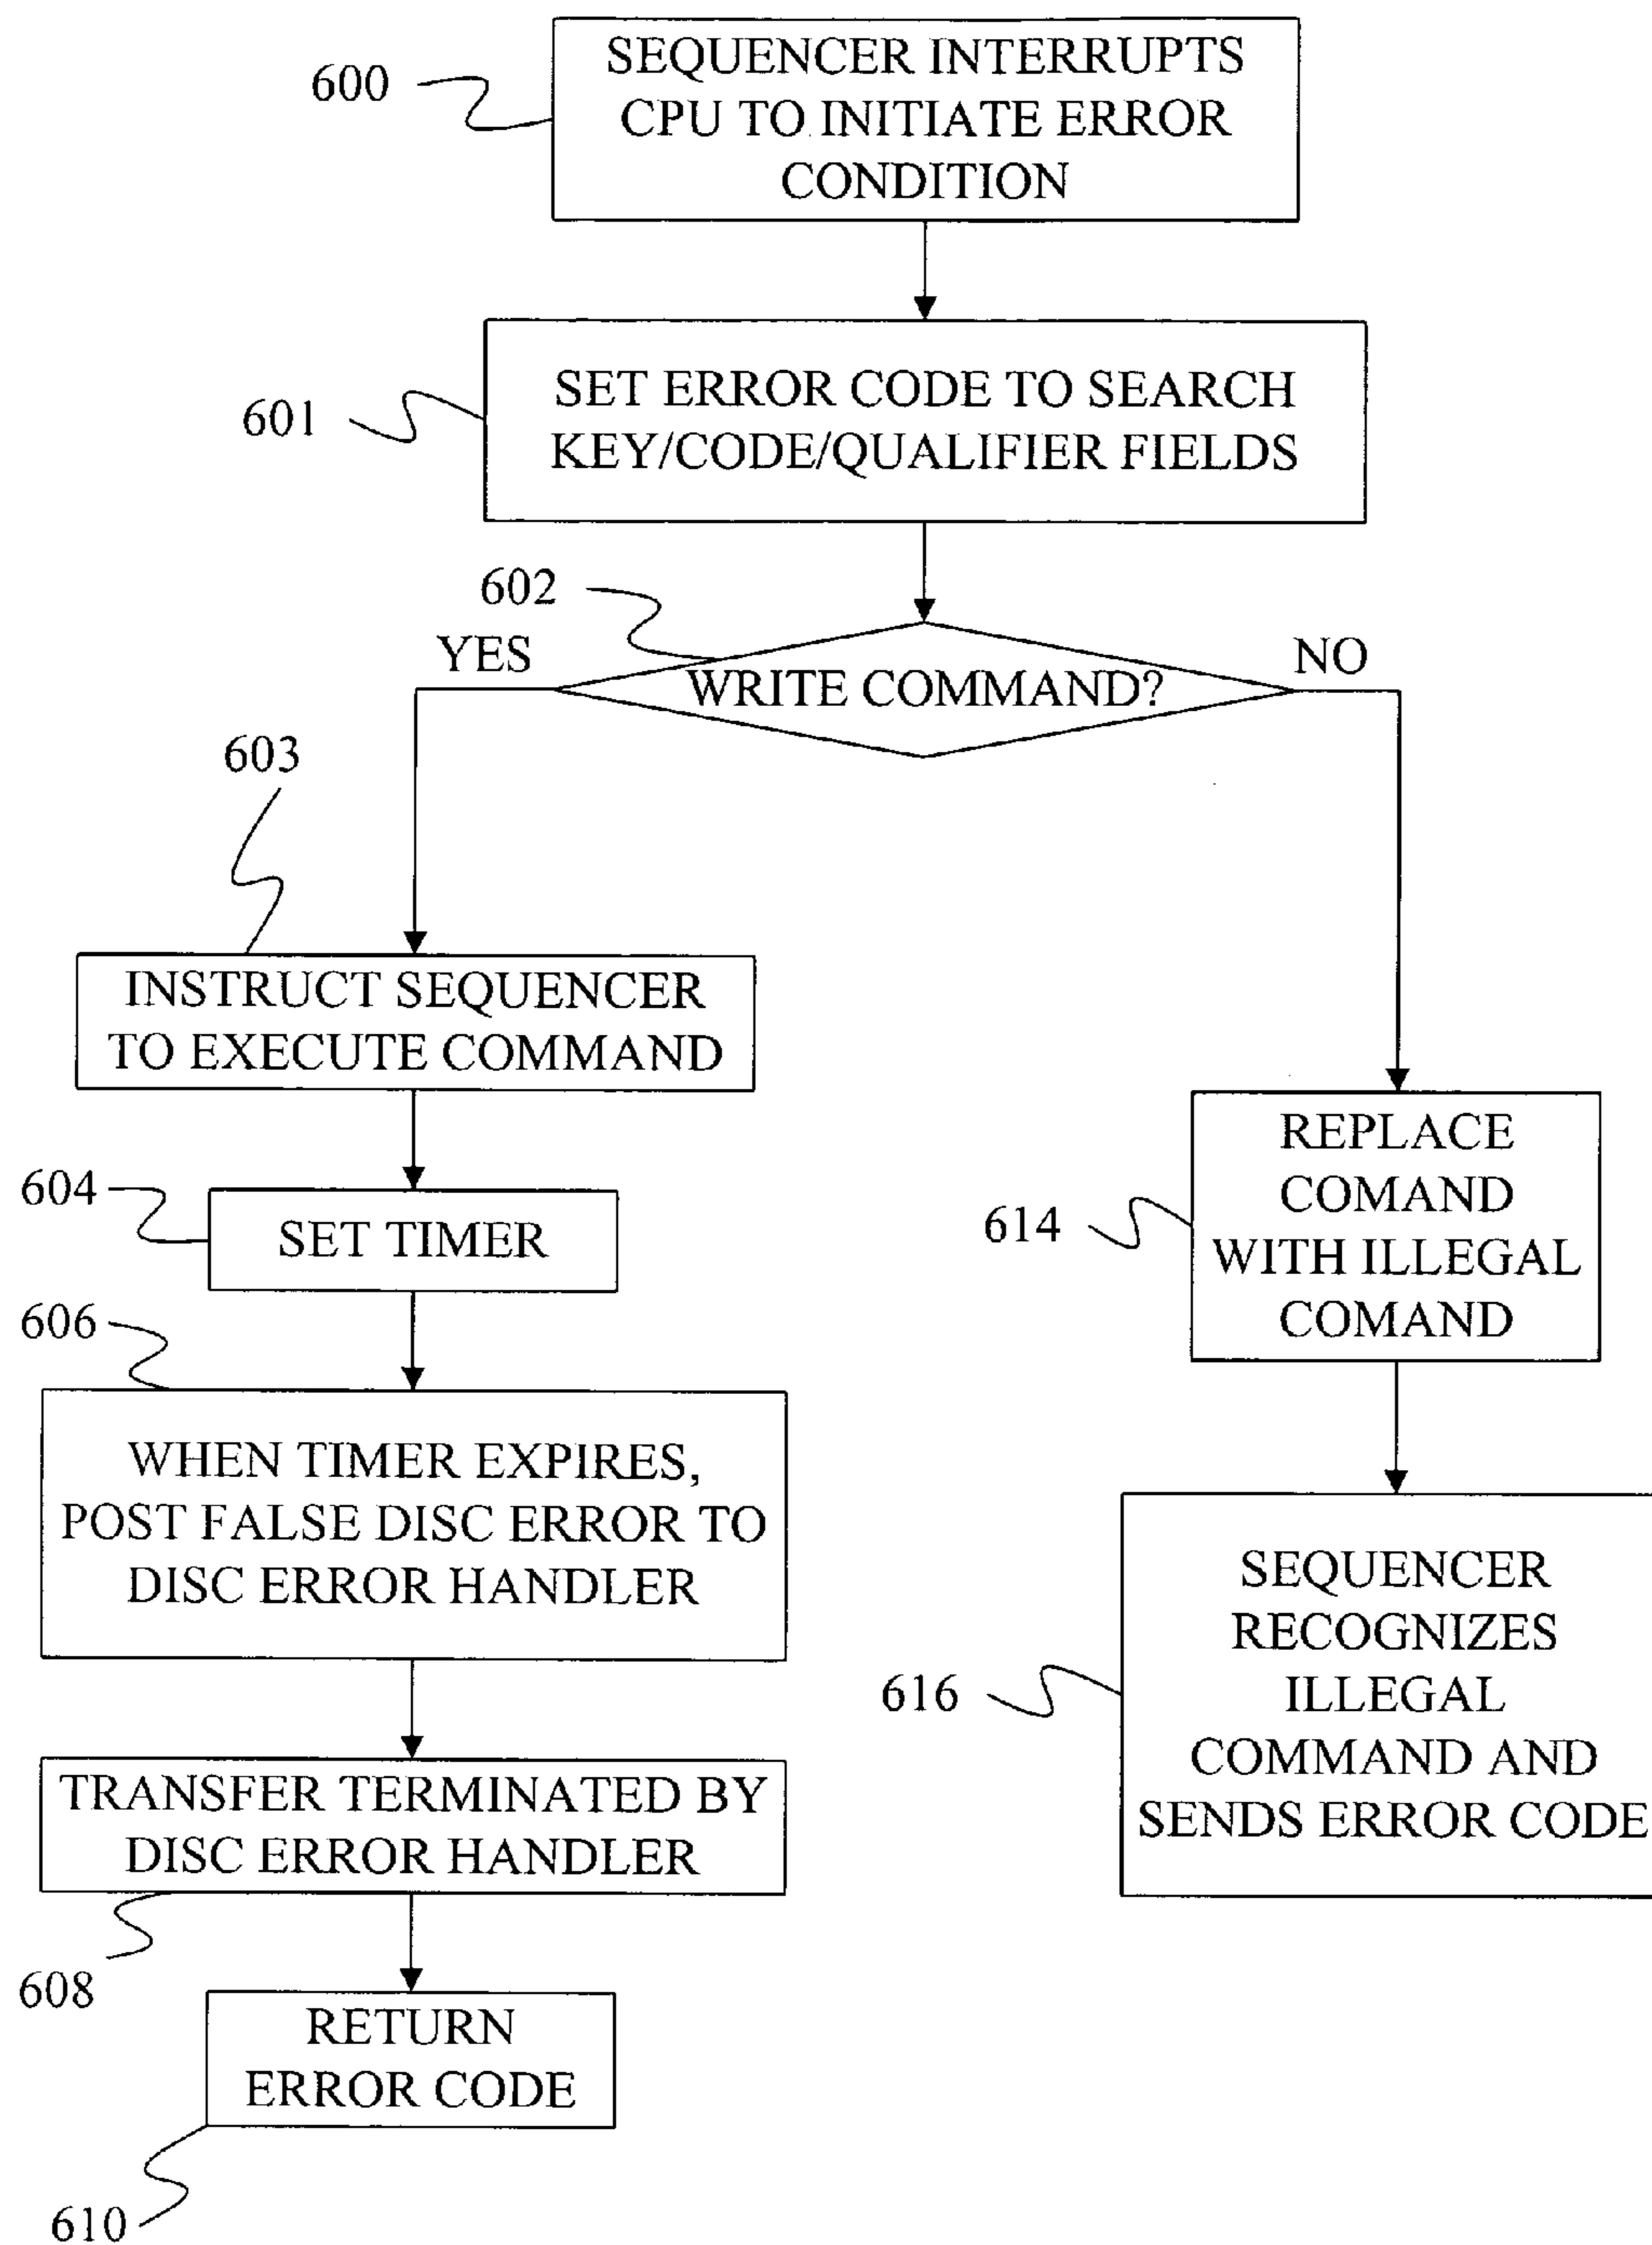 600
SEQUENCER INTERRUPTS
CPU TO INITIATE ERROR
CONDITION
601
SET ERROR CODE TO SEARCH
KEY/CODE/QUALIFIER FIELDS
602
YES
WRITE COMMAND?
NO
603
INSTRUCT SEQUENCER
TO EXECUTE COMMAND
604
SET TIMER
606
WHEN TIMER EXPIRES,
POST FALSE DISC ERROR TO
DISC ERROR HANDLER
TRANSFER TERMINATED BY
DISC ERROR HANDLER
608
RETURN
ERROR CODE
610
614
REPLACE
COMAND
WITH ILLEGAL
COMAND
616
SEQUENCER
RECOGNIZES
ILLEGAL
COMMAND AND
SENDS ERROR CODE